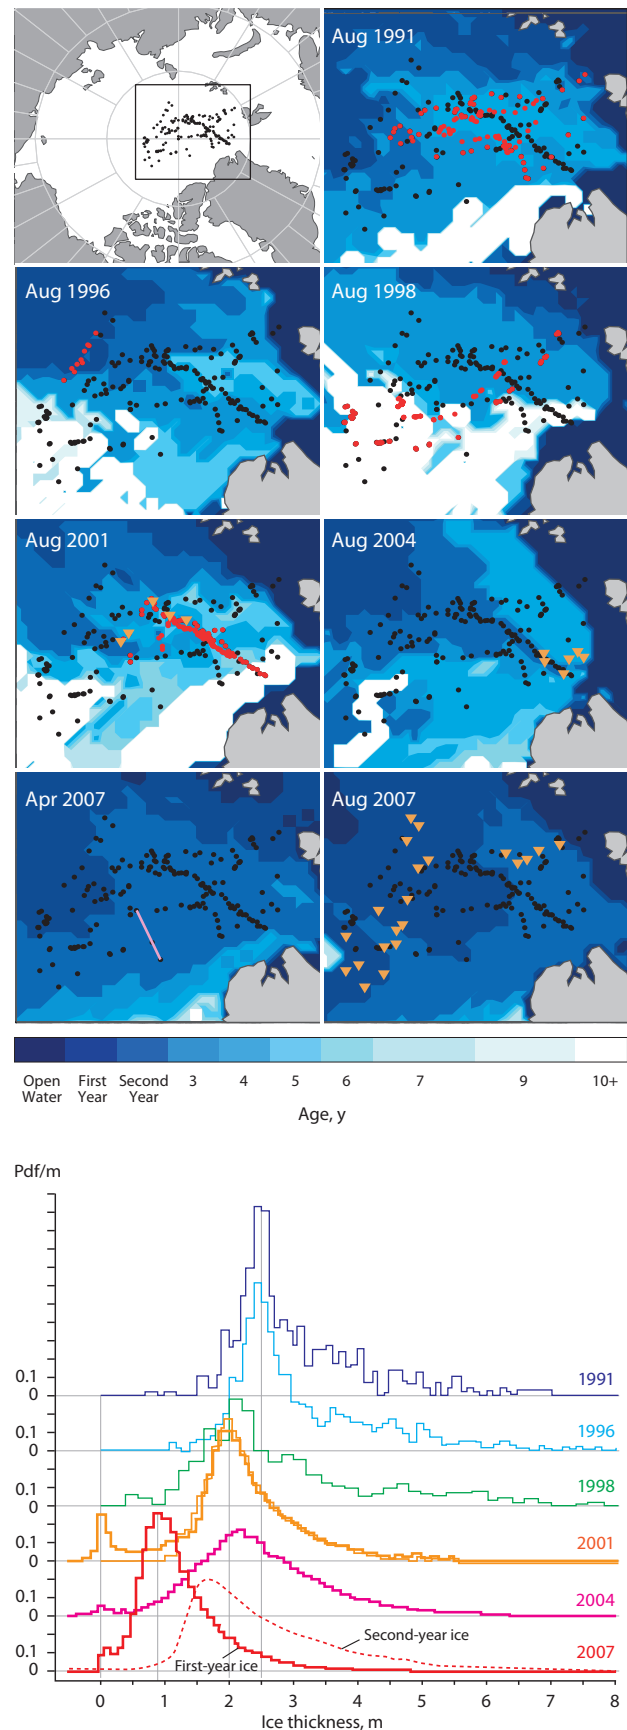 Aug 1991
Aug 1996
Aug 1998
Aug 2001
Aug 2004
Apr 2007
Aug 2007
Open Water
First Year
Second Year
3
4
5
6
7
9
10+
Age, y
Pdf/m
0.1
0
1991
0.1
0
1996
0.1
0
1998
0.1
0
2001
0.1
0
2004
Second-year ice
0.1
0
First-year ice
2007
0 1 2 3 4 5 6 7 8
Ice thickness, m